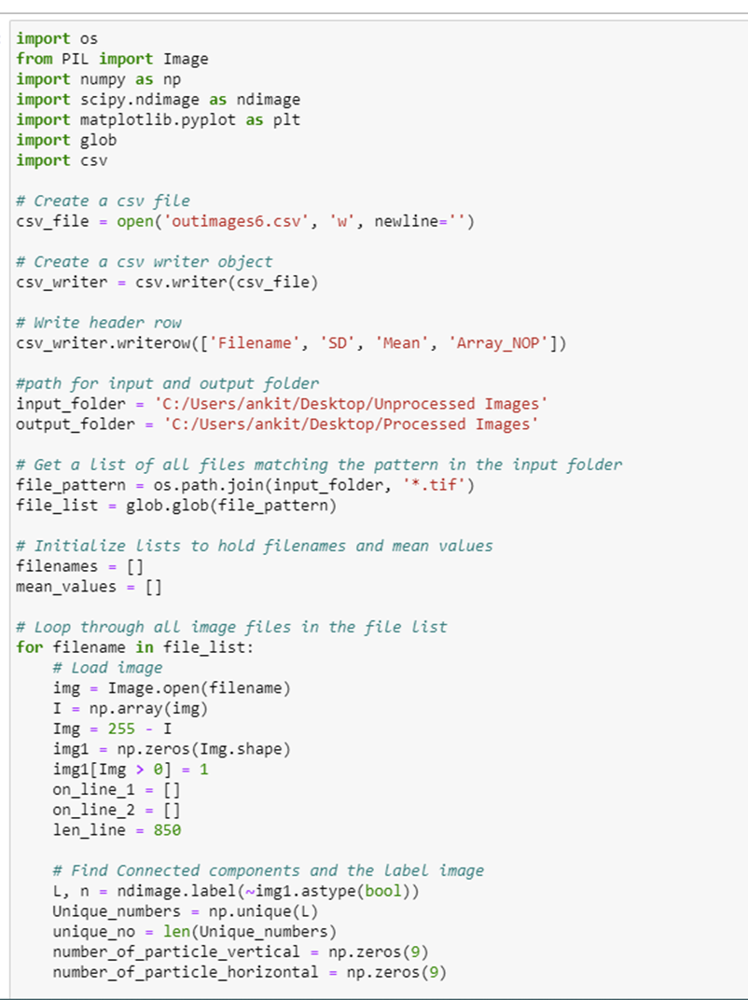 import os
from PIL import Image
import numpy as np
import scipy.ndimage as ndimage
import matplotlib.pyplot as plt
import glob
import csv

# Create a csv file
csv_file = open('outimages6.csv', 'w', newline='')

# Create a csv writer object
csv_writer = csv.writer(csv_file)

# Write header row
csv_writer.writerow(['Filename', 'SD', 'Mean', 'Array_NOP'])

#path for input and output folder
input_folder = 'C:/Users/ankit/Desktop/Unprocessed Images'
output_folder = 'C:/Users/ankit/Desktop/Processed Images'

# Get a list of all files matching the pattern in the input folder
file_pattern = os.path.join(input_folder, '*.tif')
file_list = glob.glob(file_pattern)

# Initialize lists to hold filenames and mean values
filenames = []
mean_values = []

# Loop through all image files in the file list
for filename in file_list:
    # Load image
    img = Image.open(filename)
    I = np.array(img)
    Img = 255 - I
    img1 = np.zeros(Img.shape)
    img1[Img > 0] = 1
    on_line_1 = []
    on_line_2 = []
    len_line = 850

    # Find Connected components and the label image
    L, n = ndimage.label(~img1.astype(bool))
    Unique_numbers = np.unique(L)
    unique_no = len(Unique_numbers)
    number_of_particle_vertical = np.zeros(9)
    number_of_particle_horizontal = np.zeros(9)